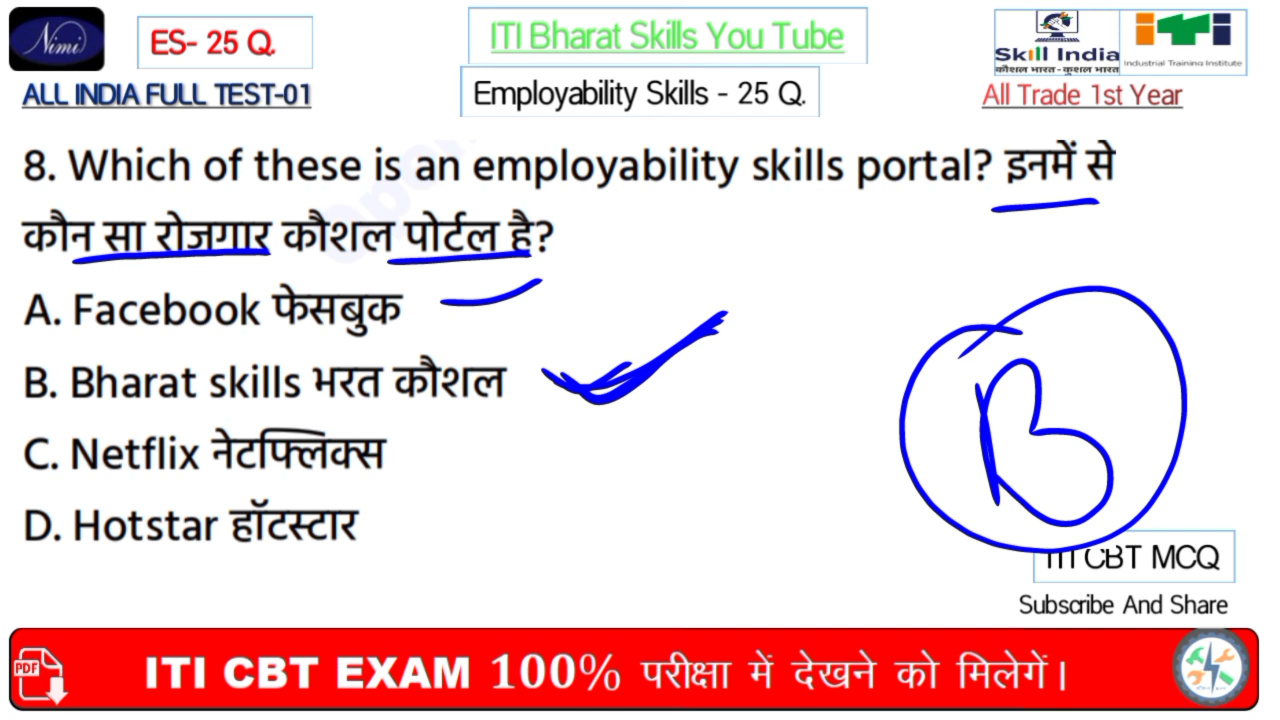 Nimi
ES- 25 Q.
ITI Bharat Skills You Tube
Skill India
कौशल भारत - कुशल भारत
iTi
Industrial Training Institute
ALL INDIA FULL TEST-01
Employability Skills - 25 Q.
All Trade 1st Year
8. Which of these is an employability skills portal? इनमें से
कौन सा रोजगार कौशल पोर्टल है?
A. Facebook फेसबुक
B. Bharat skills भरत कौशल
C. Netflix नेटफ्लिक्स
D. Hotstar हॉटस्टार
B
ITI CBT MCQ
Subscribe And Share
PDF
ITI CBT EXAM 100% परीक्षा में देखने को मिलेगें।